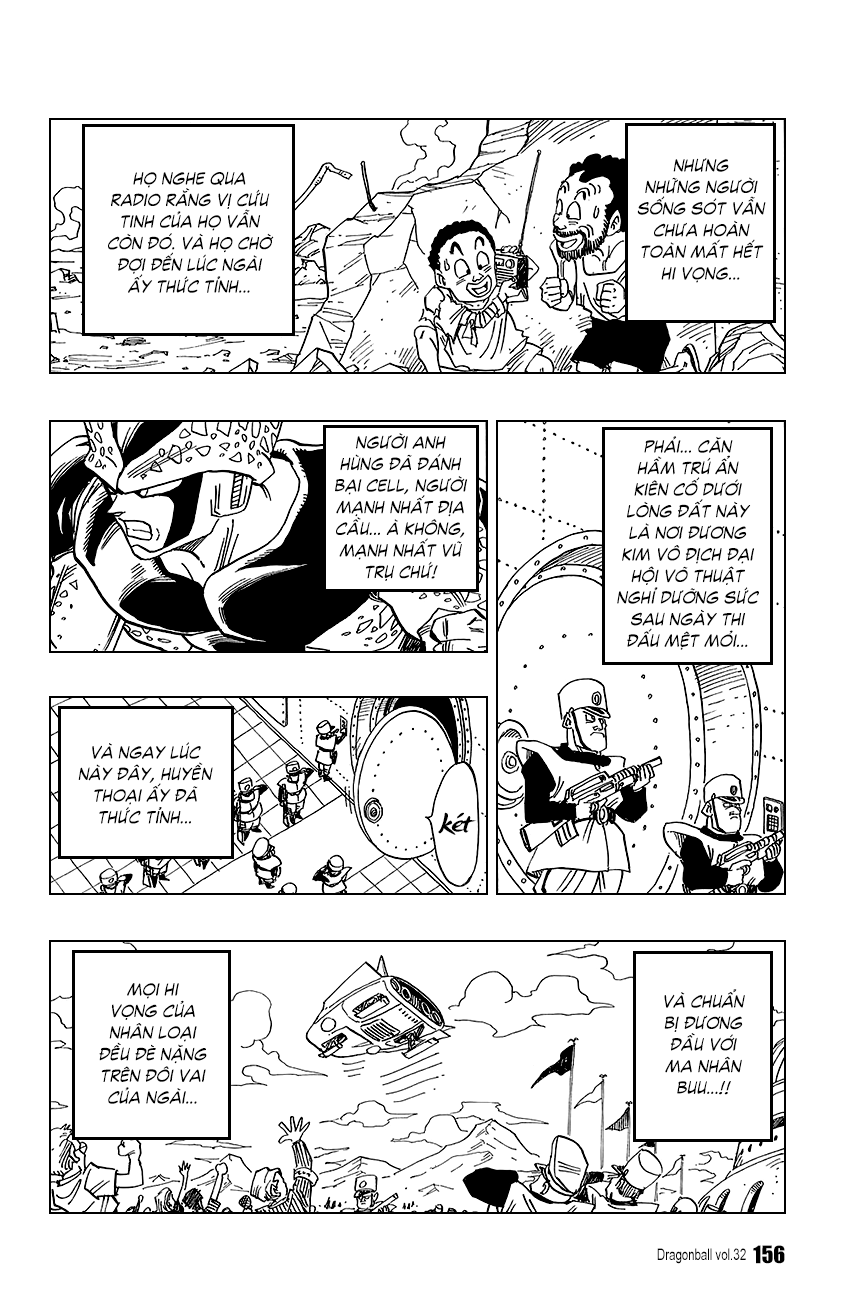 NHƯNG
NHỮNG NGƯỜI
SỐNG SÓT VẪN
CHƯA HOÀN
TOÀN MẤT HẾT
HI VỌNG...
HỌ NGHE QUA
RADIO RẰNG VỊ CỨU
TINH CỦA HỌ VẪN
CÒN ĐÓ. VÀ HỌ CHỜ
ĐỢI ĐẾN LÚC NGÀI
ẤY THỨC TỈNH...
PHẢI... CĂN
HẦM TRÚ ẨN
KIÊN CỐ DƯỚI
LÒNG ĐẤT NÀY
LÀ NƠI ĐƯƠNG
KIM VÔ ĐỊCH ĐẠI
HỘI VÕ THUẬT
NGHỈ DƯỠNG SỨC
SAU NGÀY THI
ĐẤU MỆT MỎI...
NGƯỜI ANH
HÙNG ĐÃ ĐÁNH
BẠI CELL, NGƯỜI
MẠNH NHẤT ĐỊA
CẦU... À KHÔNG,
MẠNH NHẤT VŨ
TRỤ CHỨ!
két
VÀ NGAY LÚC
NÀY ĐÂY, HUYỀN
THOẠI ẤY ĐÃ
THỨC TỈNH...
VÀ CHUẨN
BỊ ĐƯƠNG
ĐẦU VỚI
MA NHÂN
BUU...!!
MỌI HI
VỌNG CỦA
NHÂN LOẠI
ĐỀU ĐÈ NẶNG
TRÊN ĐÔI VAI
CỦA NGÀI...
Dragonball vol.32 156